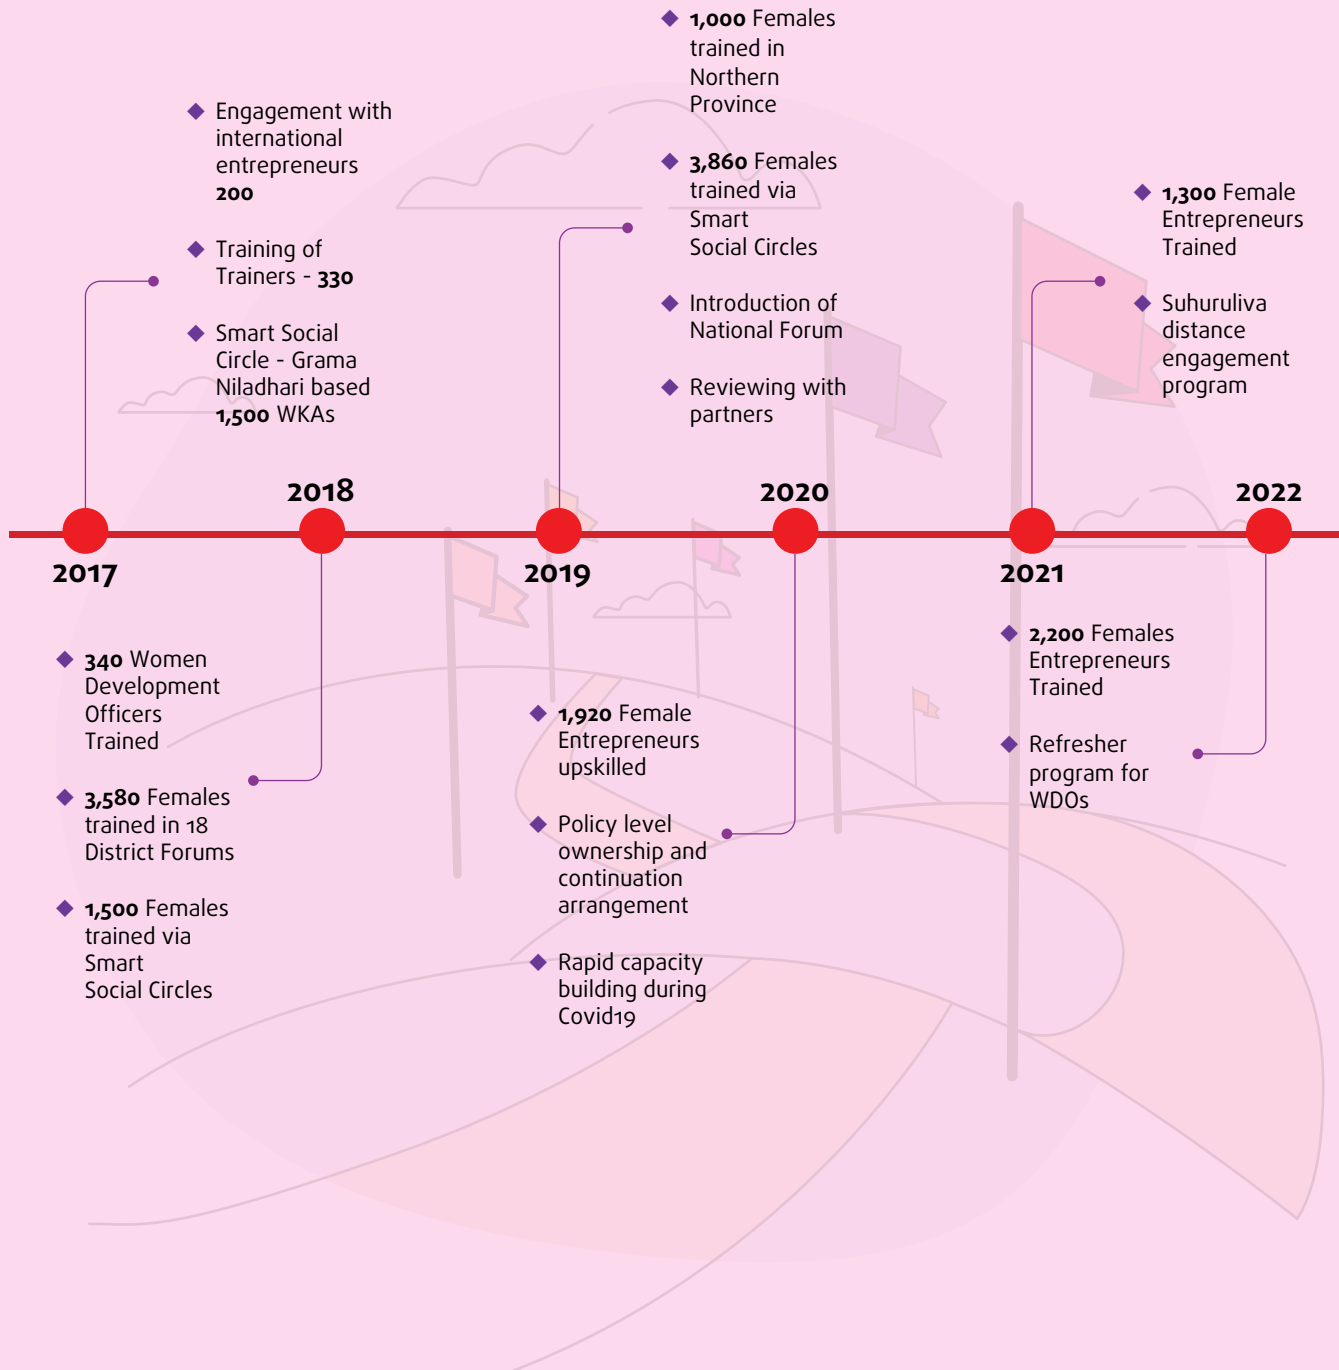 Engagement with
international
entrepreneurs
200
Training of
Trainers - 330
Smart Social
Circle - Grama
Niladhari based
1,500 WKAs
1,000 Females
trained in
Northern
Province
3,860 Females
trained via
Smart
Social Circles
Introduction of
National Forum
Reviewing with
partners
1,300 Female
Entrepreneurs
Trained
Suhuruliva
distance
engagement
program
2017
2018
2019
2020
2021
2022
340 Women
Development
Officers
Trained
3,580 Females
trained in 18
District Forums
1,500 Females
trained via
Smart
Social Circles
1,920 Female
Entrepreneurs
upskilled
Policy level
ownership and
continuation
arrangement
Rapid capacity
building during
Covid19
2,200 Females
Entrepreneurs
Trained
Refresher
program for
WDOs